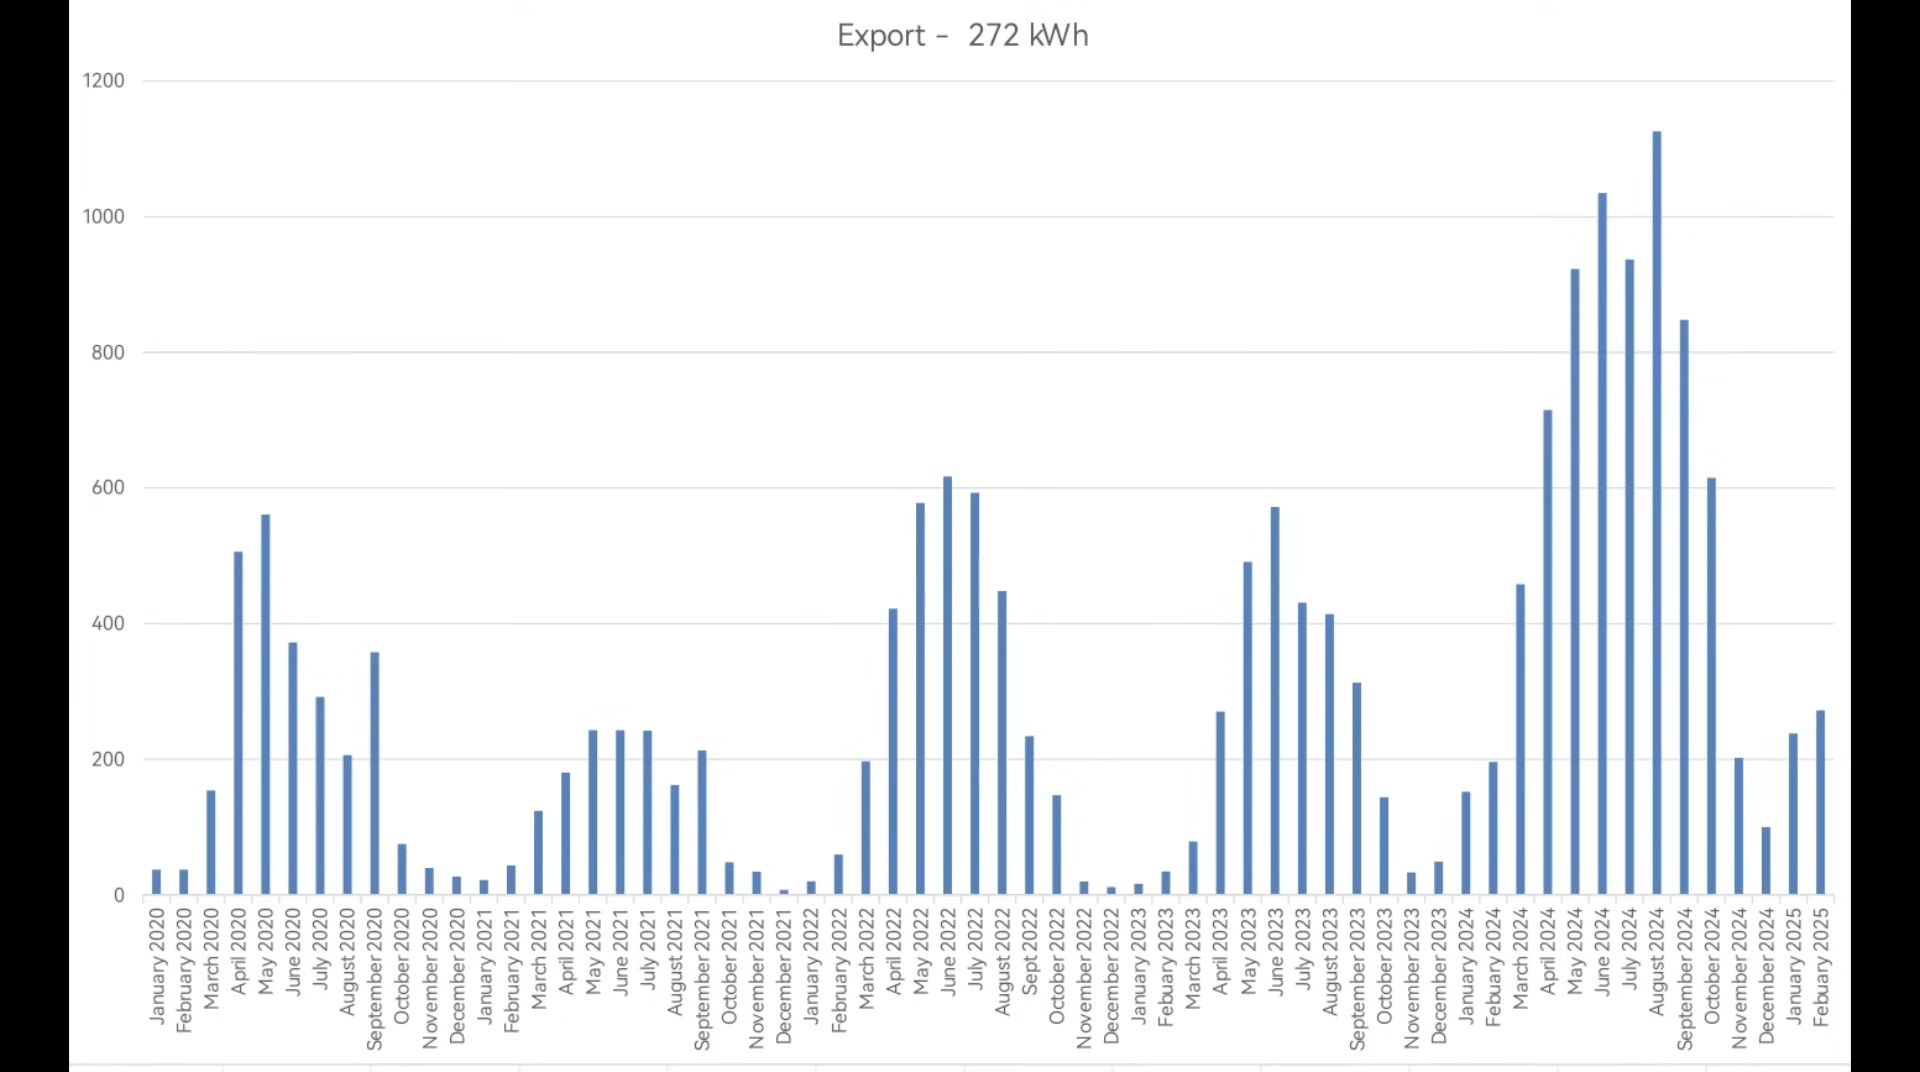 Export - 272 kWh
1200
1000
800
600
400
200
0
January 2020
February 2020
March 2020
April 2020
May 2020
June 2020
July 2020
August 2020
September 2020
October 2020
November 2020
December 2020
January 2021
February 2021
March 2021
April 2021
May 2021
June 2021
July 2021
August 2021
September 2021
October 2021
November 2021
December 2021
January 2022
February 2022
March 2022
April 2022
May 2022
June 2022
July 2022
August 2022
Sept 2022
October 2022
November 2022
December 2022
January 2023
Febuary 2023
March 2023
April 2023
May 2023
June 2023
July 2023
August 2023
September 2023
October 2023
November 2023
December 2023
January 2024
Febuary 2024
March 2024
April 2024
May 2024
June 2024
July 2024
August 2024
September 2024
October 2024
November 2024
December 2024
January 2025
Febuary 2025